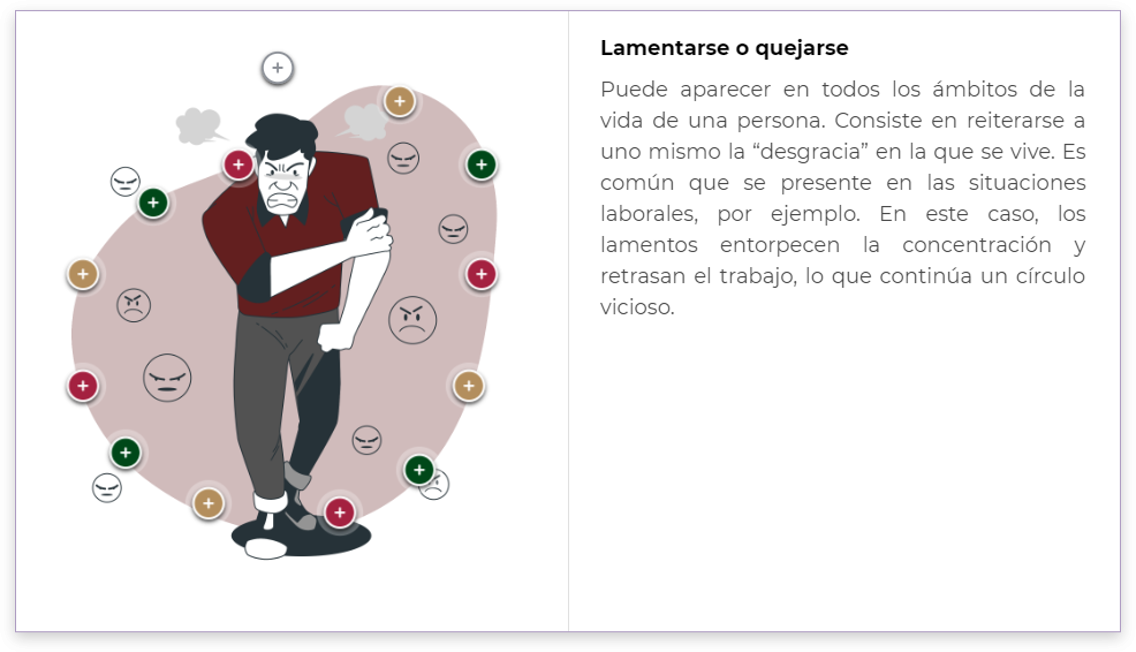 Lamentarse o quejarse
Puede aparecer en todos los ámbitos de la
vida de una persona. Consiste en reiterarse a
uno mismo la “desgracia” en la que se vive. Es
común que se presente en las situaciones
laborales, por ejemplo. En este caso, los
lamentos entorpecen la concentración y
retrasan el trabajo, lo que continúa un círculo
vicioso.